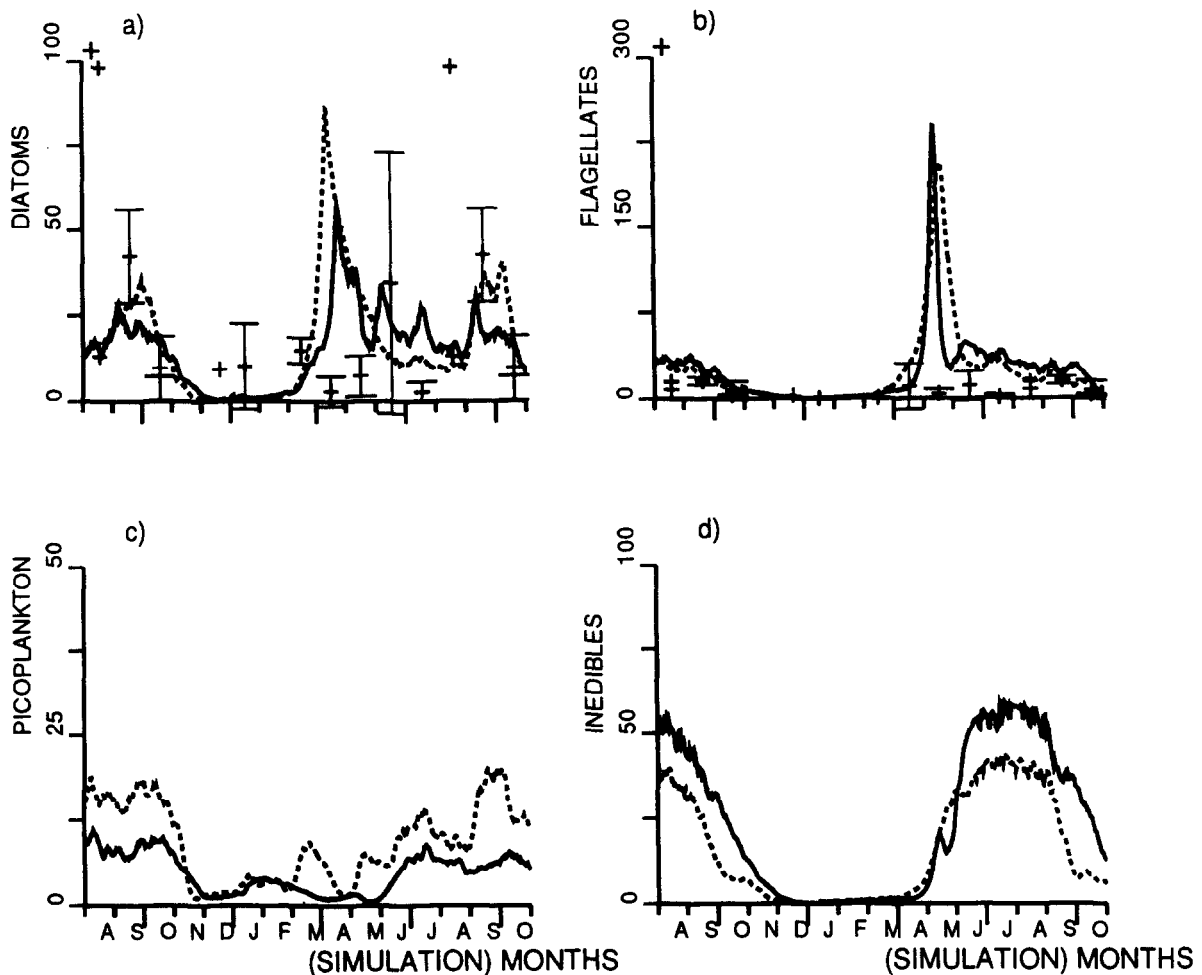 a)
100
50
0
DIATOMS
b)
300
150
0
FLAGELLATES
c)
50
25
0
PICOPLANKTON
A S O N D J F M A M J J A S O
(SIMULATION) MONTHS
d)
100
50
0
INEDIBLES
A S O N D J F M A M J J A S O
(SIMULATION) MONTHS